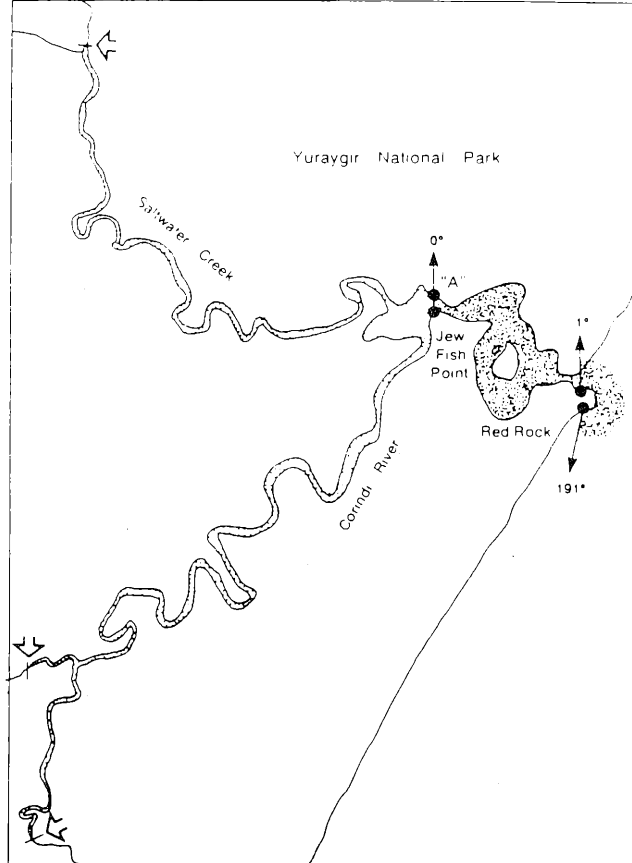 Yuraygir National Park
Saltwater Creek
0°
"A"
Jew
Fish
Point
1°
Red Rock
191°
Corindi River